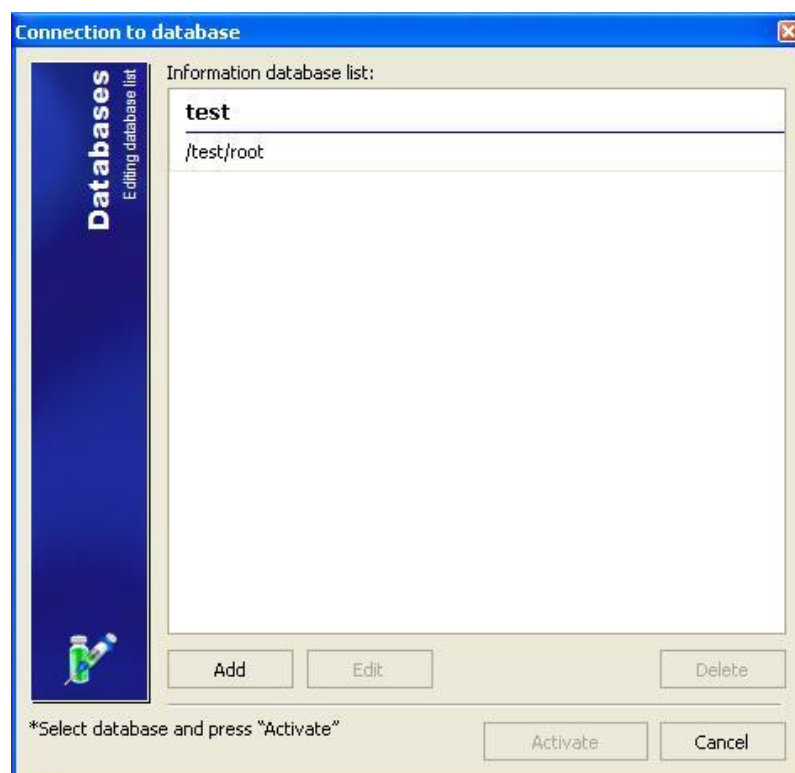 Connection to database
Databases
Editing database list
Information database list:
test
/test/root
Add
Edit
Delete
*Select database and press "Activate"
Activate
Cancel